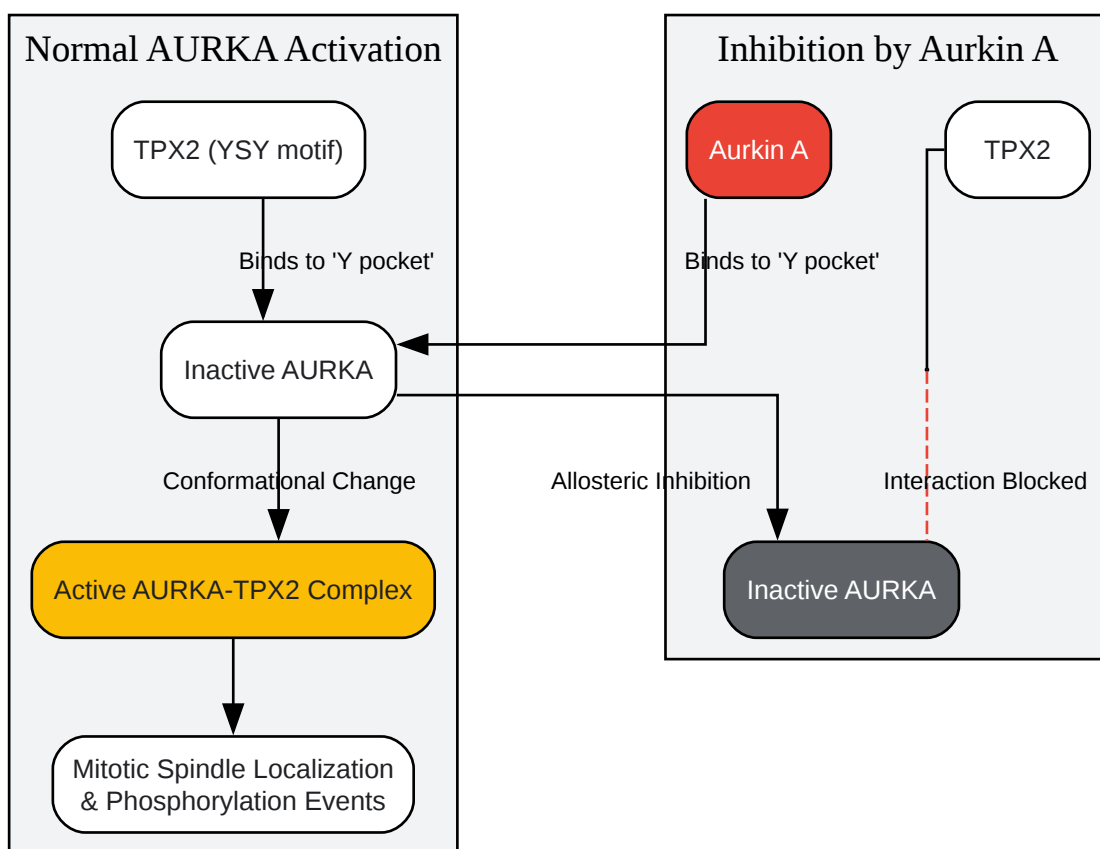 Normal AURKA Activation
TPX2 (YSY motif)
Binds to 'Y pocket'
Inactive AURKA
Conformational Change
Active AURKA-TPX2 Complex
Mitotic Spindle Localization
& Phosphorylation Events
Inhibition by Aurkin A
Aurkin A
TPX2
Binds to 'Y pocket'
Allosteric Inhibition
Interaction Blocked
Inactive AURKA